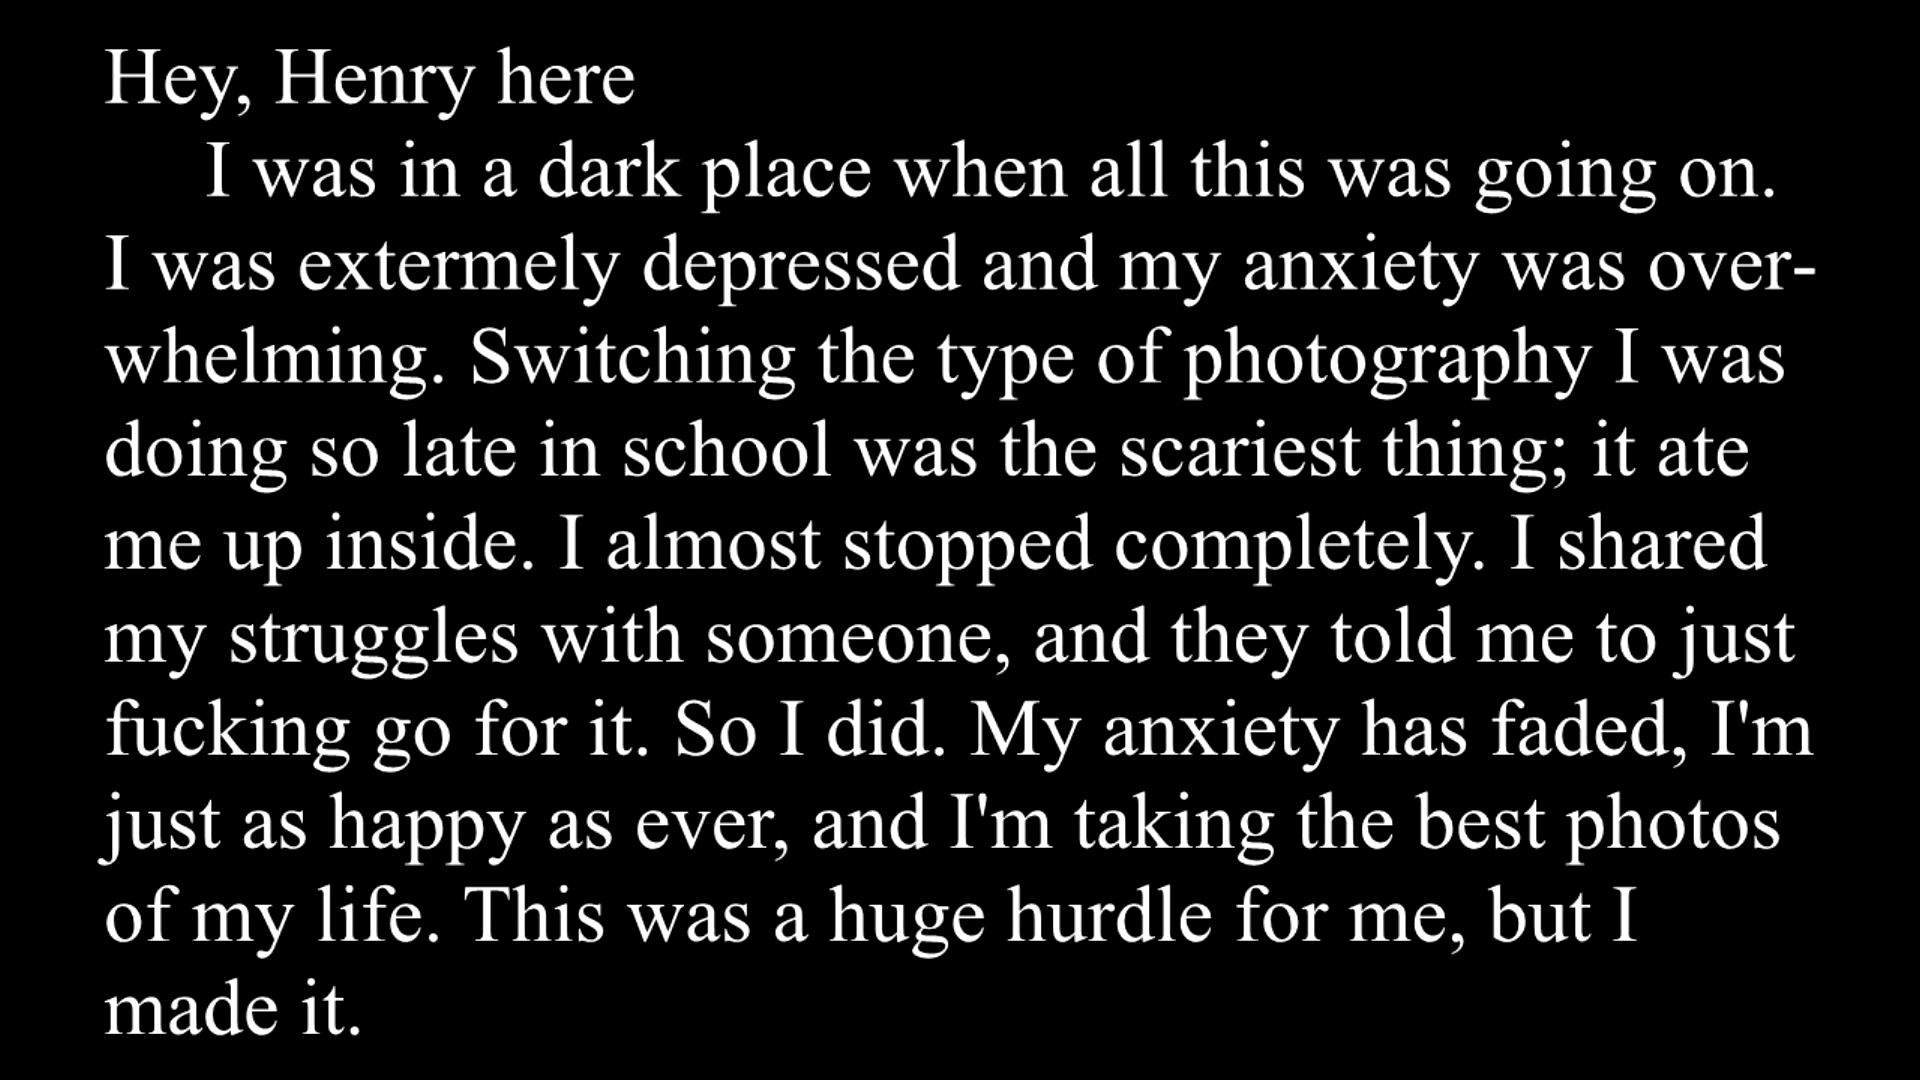 Hey, Henry here
I was in a dark place when all this was going on.
I was extermely depressed and my anxiety was over-
whelming. Switching the type of photography I was
doing so late in school was the scariest thing; it ate
me up inside. I almost stopped completely. I shared
my struggles with someone, and they told me to just
fucking go for it. So I did. My anxiety has faded, I'm
just as happy as ever, and I'm taking the best photos
of my life. This was a huge hurdle for me, but I
made it.